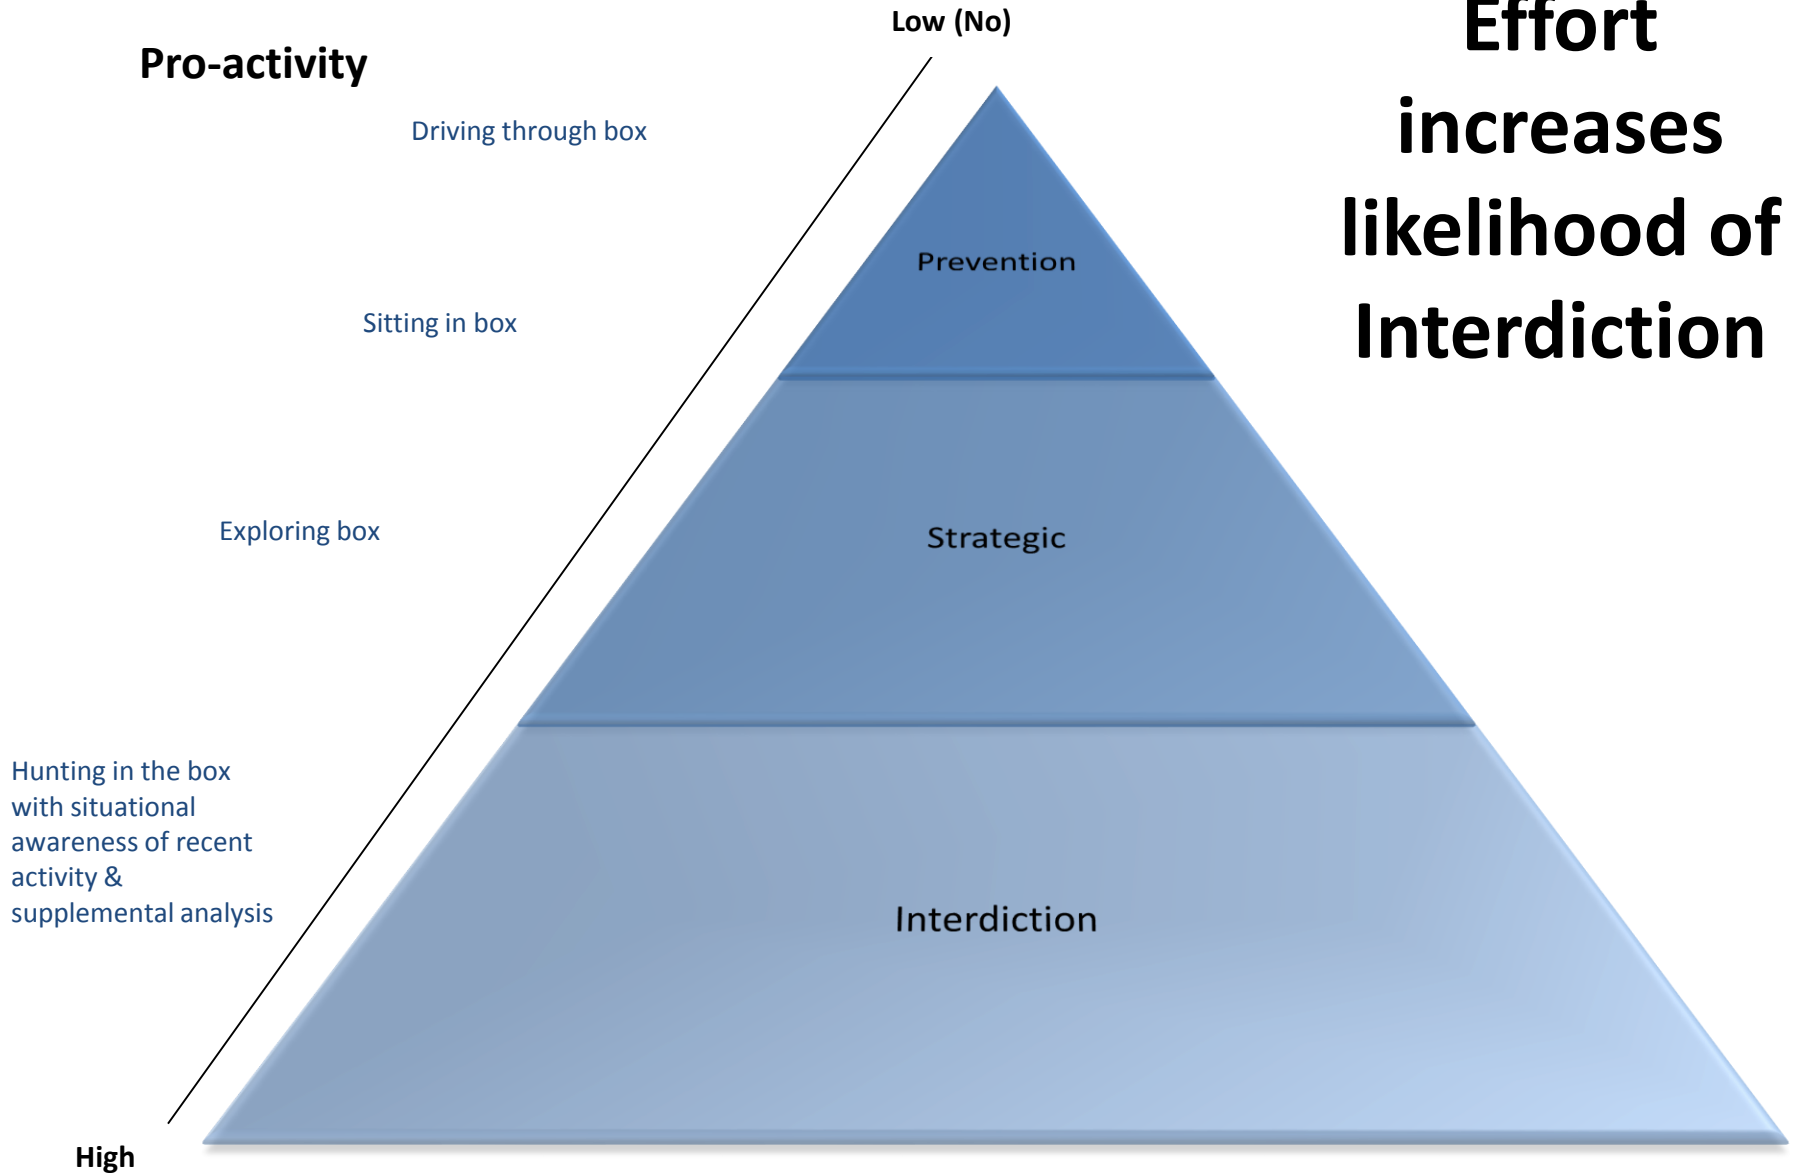 Low (No)
Pro-activity
Effort
increases
likelihood of
Interdiction
Driving through box
Prevention
Sitting in box
Strategic
Exploring box
Hunting in the box
with situational
awareness of recent
activity &
supplemental analysis
Interdiction
High